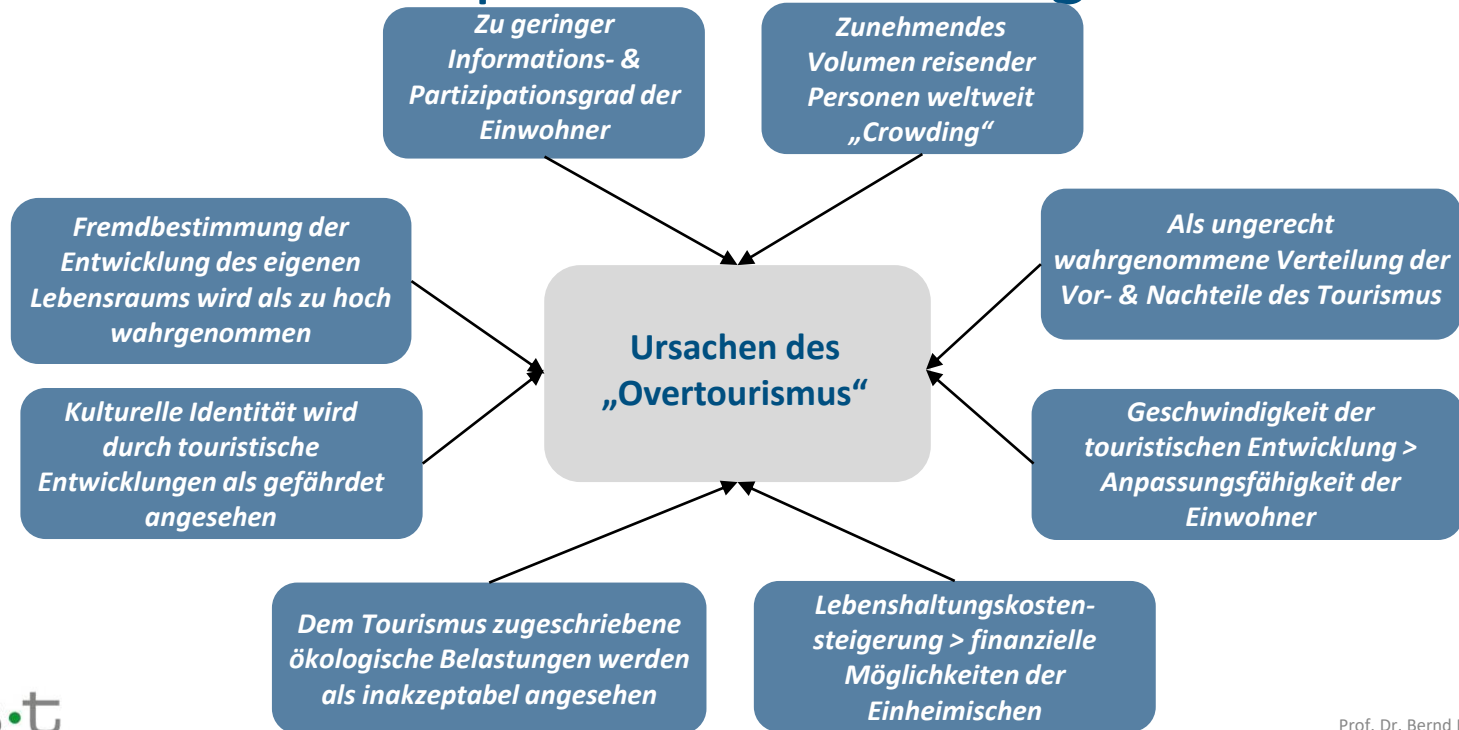 Zu geringer
Informations- &
Partizipationsgrad der
Einwohner
Zunehmendes
Volumen reisender
Personen weltweit
„Crowding“
Fremdbestimmung der
Entwicklung des eigenen
Lebensraums wird als zu hoch
wahrgenommen
Als ungerecht
wahrgenommene Verteilung der
Vor- & Nachteile des Tourismus
Ursachen des
„Overtourismus“
Kulturelle Identität wird
durch touristische
Entwicklungen als gefährdet
angesehen
Geschwindigkeit der
touristischen Entwicklung >
Anpassungsfähigkeit der
Einwohner
Dem Tourismus zugeschriebene
ökologische Belastungen werden
als inakzeptabel angesehen
Lebenshaltungskosten-
steigerung > finanzielle
Möglichkeiten der
Einheimischen
Prof. Dr. Bernd